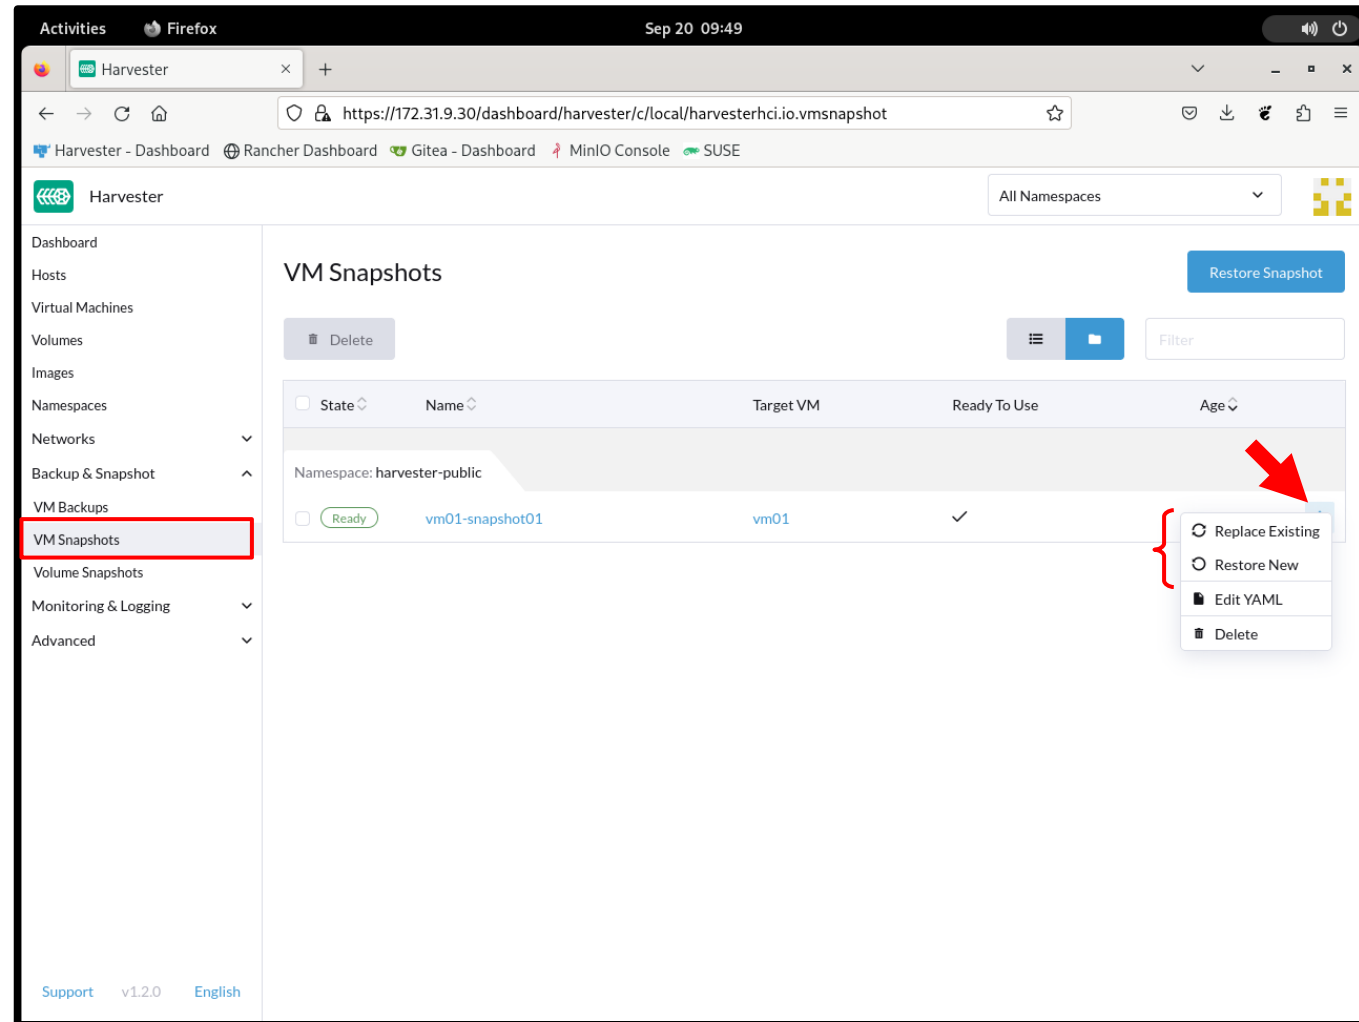 Activities Firefox Sep 20 09:49
Harvester
https://172.31.9.30/dashboard/harvester/c/local/harvesterhci.io.vmsnapshot
Harvester - Dashboard Rancher Dashboard Gitea - Dashboard MinIO Console SUSE
Harvester All Namespaces
Dashboard
Hosts
Virtual Machines
Volumes
Images
Namespaces
Networks
Backup & Snapshot
VM Backups
VM Snapshots
Volume Snapshots
Monitoring & Logging
Advanced
Support v1.2.0 English
VM Snapshots Restore Snapshot
Delete Filter
State Name Target VM Ready To Use Age
Namespace: harvester-public
Ready vm01-snapshot01 vm01
Replace Existing
Restore New
Edit YAML
Delete